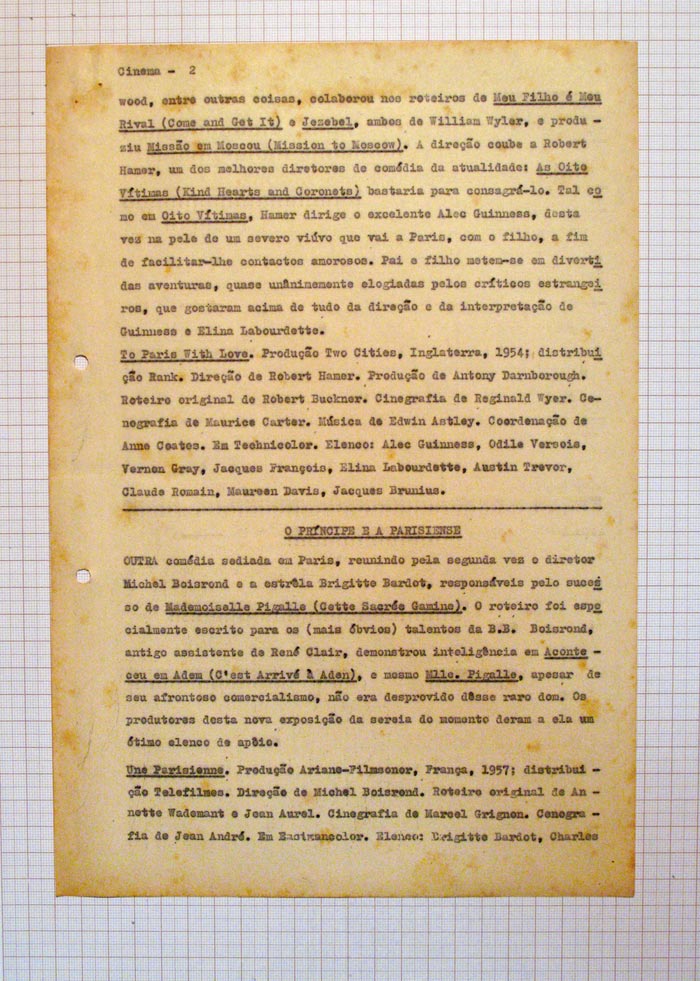 Cinema - 2
wood, entre outras coisas, colaborou nos roteiros de Meu Filho é Meu
Rival (Come and Get It) e Jezebel, ambos de William Wyler, e produ -
ziu Missão em Moscou (Mission to Moscow). A direção coube a Robert
Hamer, um dos melhores diretores de comédia da atualidade: As Oito
Vítimas (Kind Hearts and Coronets) bastaria para consagrá-lo. Tal co
mo em Oito Vítimas, Hamer dirige o excelente Alec Guinness, desta
vez na pele de um severo viúvo que vai a Paris, com o filho, a fim
de facilitar-lhe contactos amorosos. Pai e filho metem-se em diverti
das aventuras, quase unânimemente elogiadas pelos críticos estrangei
ros, que gostaram acima de tudo da direção e da interpretação de
Guinness e Elina Labourdette.
To Paris With Love. Produção Two Cities, Inglaterra, 1954; distribui
ção Rank. Direção de Robert Hamer. Produção de Antony Darnborough.
Roteiro original de Robert Buckner. Cinegrafia de Reginald Wyer. Ce-
nografia de Maurice Carter. Música de Edwin Astley. Coordenação de
Anne Coates. Em Technicolor. Elenco: Alec Guinness, Odile Versois,
Vernon Gray, Jacques François, Elina Labourdette, Austin Trevor,
Claude Romain, Maureen Davis, Jacques Brunius.
O PRÍNCIPE E A PARISIENSE
OUTRA comédia sediada em Paris, reunindo pela segunda vez o diretor
Michel Boisrond e a estrêla Brigitte Bardot, responsáveis pelo suces
so de Mademoiselle Pigalle (Cette Sacrée Gamine). O roteiro foi espe
cialmente escrito para os (mais óbvios) talentos da B.B. Boisrond,
antigo assistente de René Clair, demonstrou inteligência em Aconte -
ceu em Adem (C'est Arrivé à Aden), e mesmo Mlle. Pigalle, apesar de
seu afrontoso comercialismo, não era desprovido dêsse raro dom. Os
produtores desta nova exposição da sereia do momento deram a ela um
ótimo elenco de apôio.
Une Parisienne. Produção Ariane-Filmsonor, França, 1957; distribui -
ção Telefilmes. Direção de Michel Boisrond. Roteiro original de An -
nette Wademant e Jean Aurel. Cinegrafia de Marcel Grignon. Cenogra -
fia de Jean André. Em Eastmancolor. Elenco: Brigitte Bardot, Charles